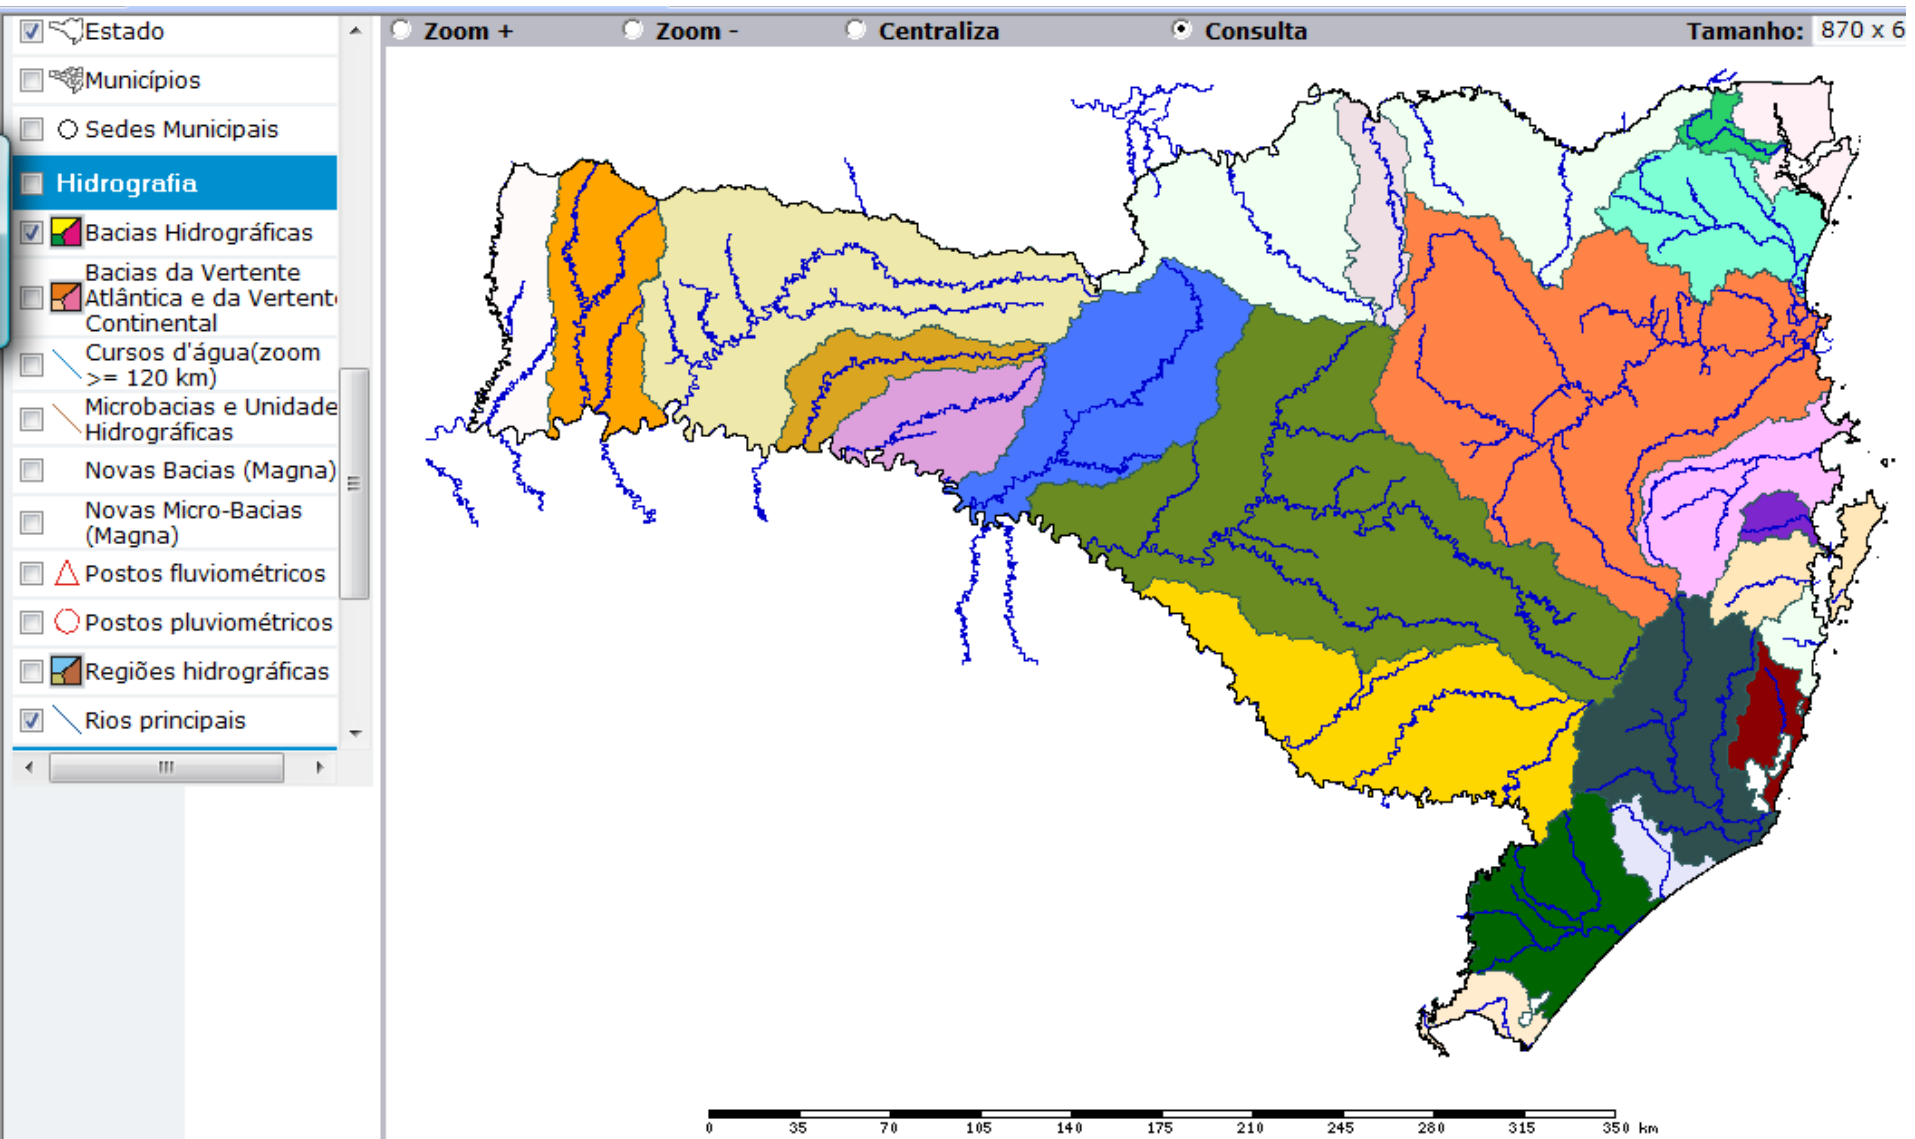 Estado
Municípios
Sedes Municipais
Hidrografia
Bacias Hidrográficas
Bacias da Vertente
Atlântica e da Vertent
Continental
Cursos d'água(zoom
>= 120 km)
Microbacias e Unidade
Hidrográficas
Novas Bacias (Magna)
Novas Micro-Bacias
(Magna)
Postos fluviométricos
Postos pluviométricos
Regiões hidrográficas
Rios principais
Zoom + Zoom - Centraliza Consulta Tamanho: 870 x 6
0 35 70 105 140 175 210 245 280 315 350 km